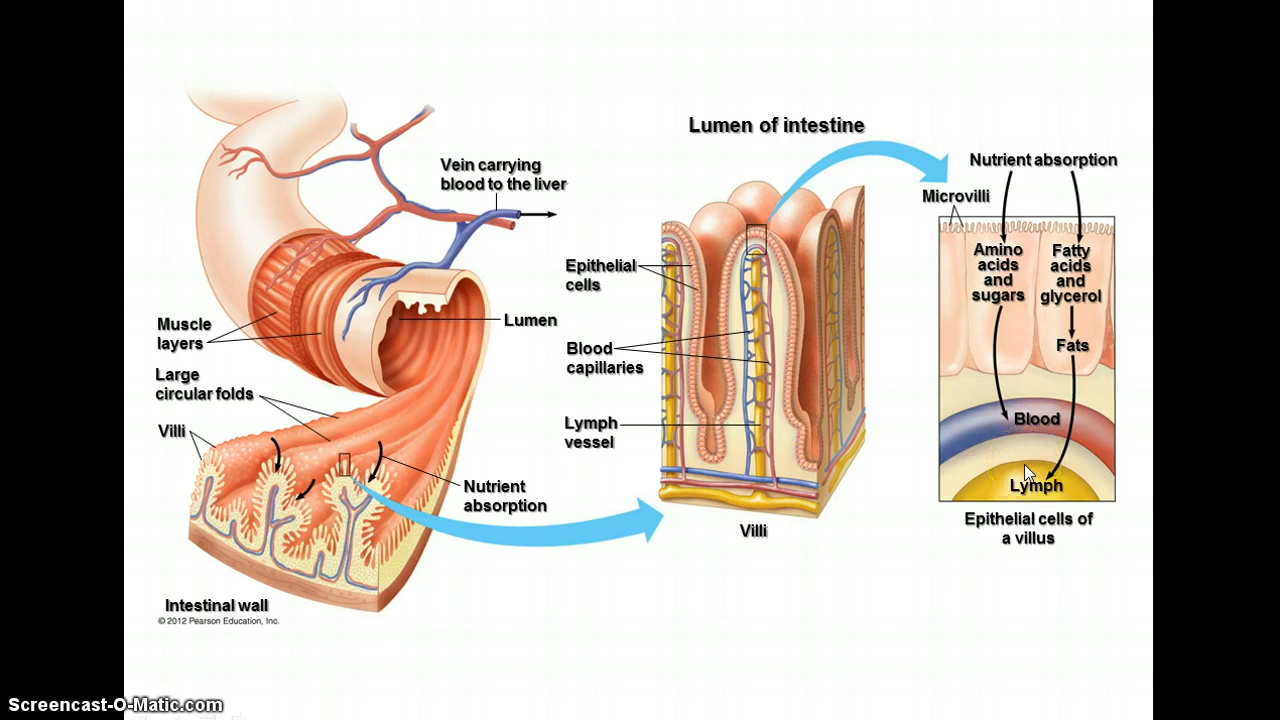 Lumen of intestine
Vein carrying
blood to the liver
Nutrient absorption
Microvilli
Amino
acids
and
sugars
Fatty
acids
and
glycerol
Epithelial
cells
Muscle
layers
Lumen
Fats
Blood
capillaries
Large
circular folds
Blood
Lymph
vessel
Villi
Nutrient
absorption
Lymph
Villi
Epithelial cells of
a villus
Intestinal wall
© 2012 Pearson Education, Inc.
Screencast-O-Matic.com